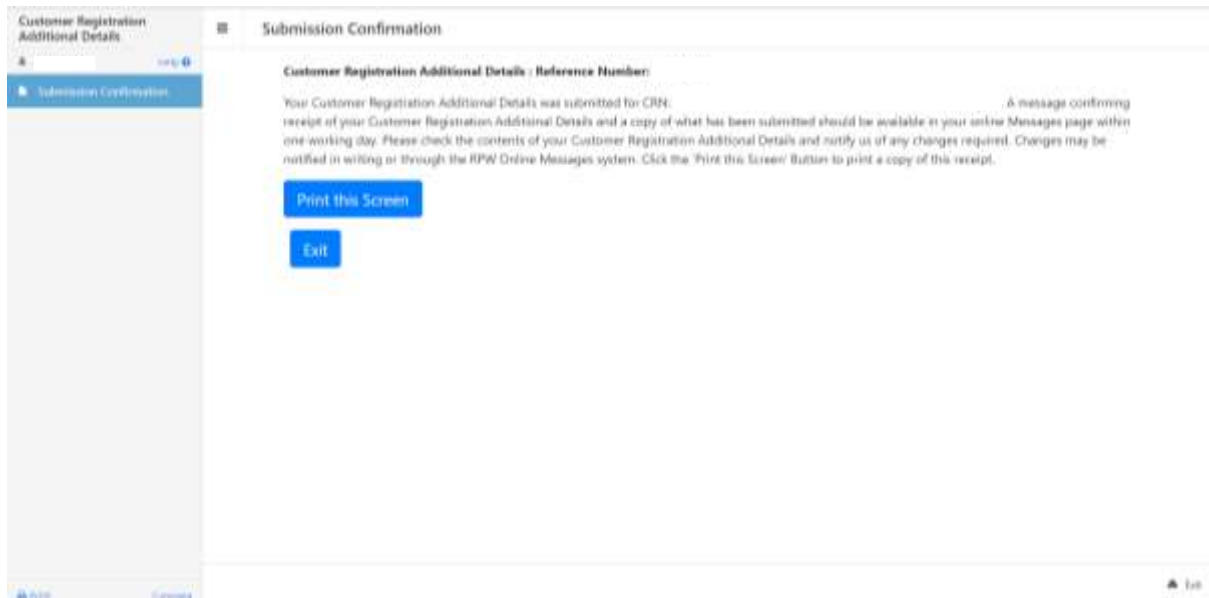 Customer Registration
Additional Details
Help
Submission Confirmation
Submission Confirmation
Customer Registration Additional Details : Reference Number:
Your Customer Registration Additional Details was submitted for CRN: A message confirming
receipt of your Customer Registration Additional Details and a copy of what has been submitted should be available in your online Messages page within
one working day. Please check the contents of your Customer Registration Additional Details and notify us of any changes required. Changes may be
notified in writing or through the RPW Online Messages system. Click the 'Print this Screen' Button to print a copy of this receipt.
Print this Screen
Exit
Exit